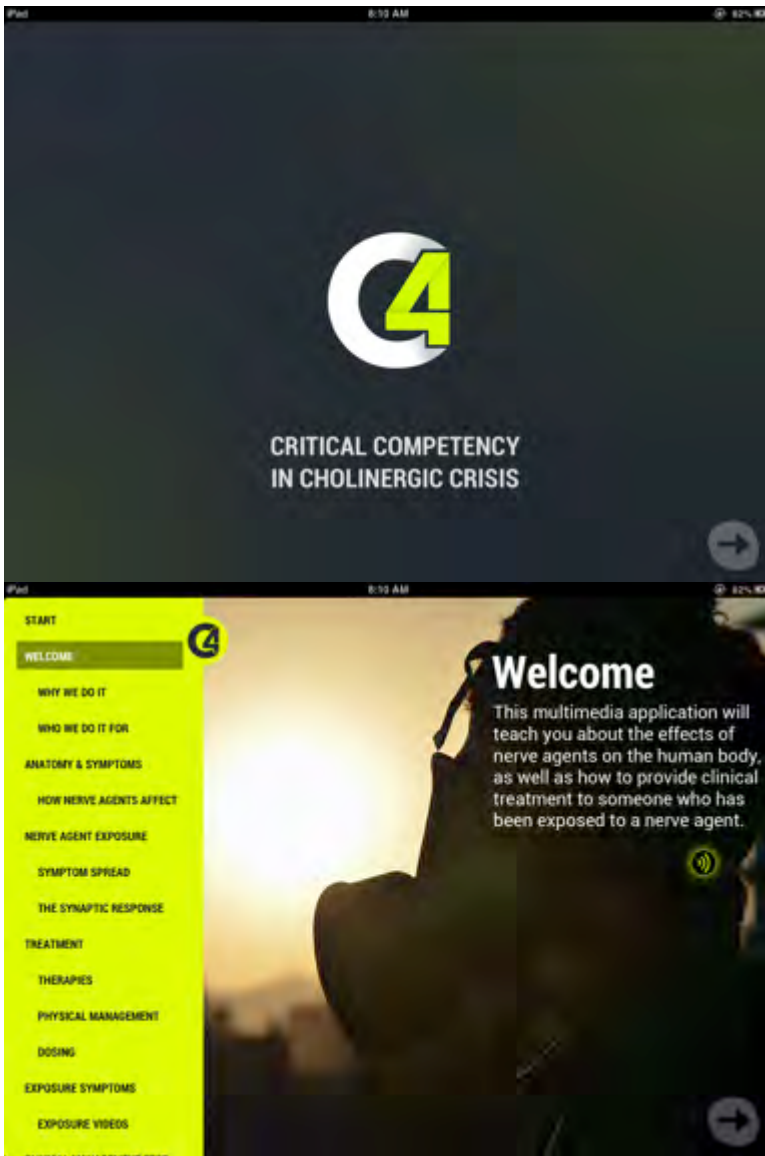 iPad
8:10 AM
82%
C4
CRITICAL COMPETENCY
IN CHOLINERGIC CRISIS
iPad
8:10 AM
82%
START
C4
WELCOME
WHY WE DO IT
WHO WE DO IT FOR
ANATOMY & SYMPTOMS
HOW NERVE AGENTS AFFECT
NERVE AGENT EXPOSURE
SYMPTOM SPREAD
THE SYNAPTIC RESPONSE
TREATMENT
THERAPIES
PHYSICAL MANAGEMENT
DOSING
EXPOSURE SYMPTOMS
EXPOSURE VIDEOS
Welcome
This multimedia application will
teach you about the effects of
nerve agents on the human body,
as well as how to provide clinical
treatment to someone who has
been exposed to a nerve agent.